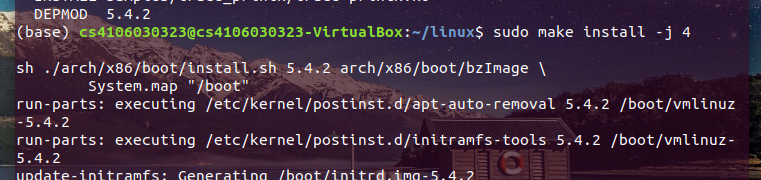 DEPMOD  5.4.2
(base) cs4106030323@cs4106030323-VirtualBox:~/linux$ sudo make install -j 4
sh ./arch/x86/boot/install.sh 5.4.2 arch/x86/boot/bzImage \
System.map "/boot"
run-parts: executing /etc/kernel/postinst.d/apt-auto-removal 5.4.2 /boot/vmlinuz
-5.4.2
run-parts: executing /etc/kernel/postinst.d/initramfs-tools 5.4.2 /boot/vmlinuz-
5.4.2
update-initramfs: Generating /boot/initrd.img-5.4.2